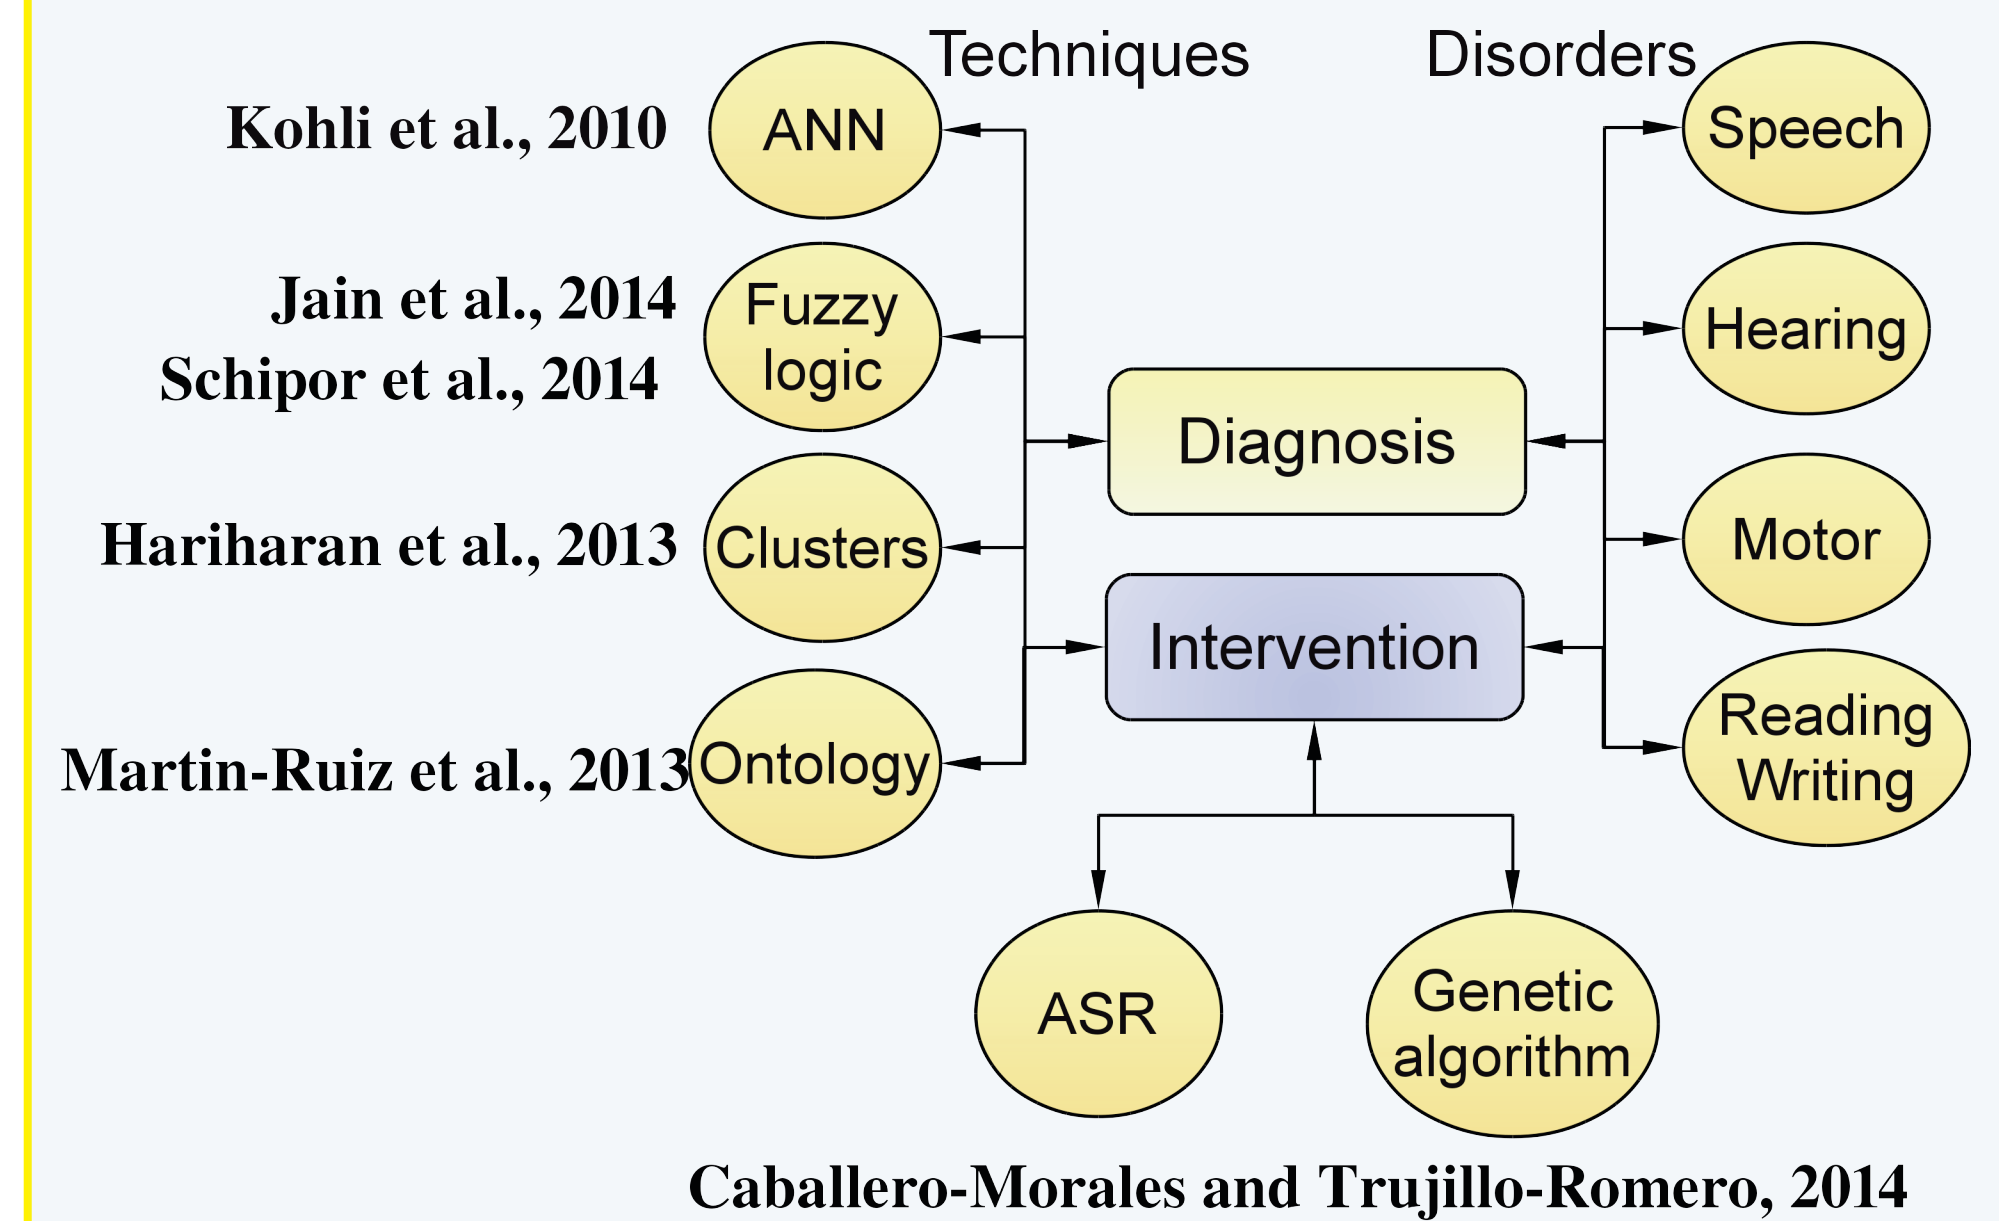 Techniques
Disorders
Kohli et al., 2010
ANN
Speech
Jain et al., 2014
Schipor et al., 2014
Fuzzy
logic
Hearing
Diagnosis
Hariharan et al., 2013
Clusters
Motor
Intervention
Martin-Ruiz et al., 2013
Ontology
Reading
Writing
ASR
Genetic
algorithm
Caballero-Morales and Trujillo-Romero, 2014